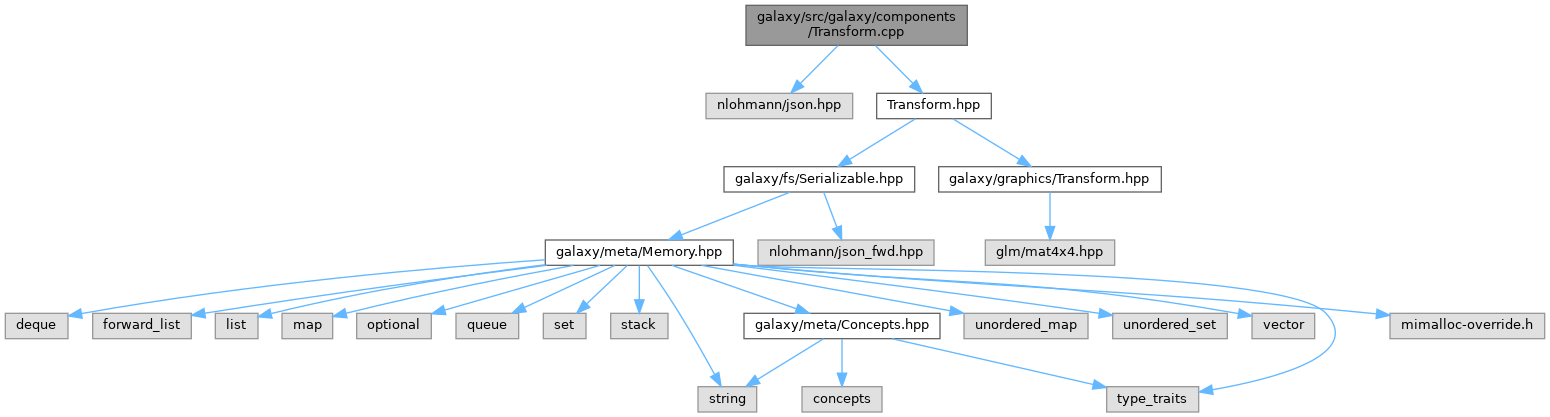 galaxy/src/galaxy/components
/Transform.cpp
nlohmann/json.hpp
Transform.hpp
galaxy/fs/Serializable.hpp
galaxy/graphics/Transform.hpp
galaxy/meta/Memory.hpp
nlohmann/json_fwd.hpp
glm/mat4x4.hpp
deque
forward_list
list
map
optional
queue
set
stack
galaxy/meta/Concepts.hpp
unordered_map
unordered_set
vector
mimalloc-override.h
string
concepts
type_traits